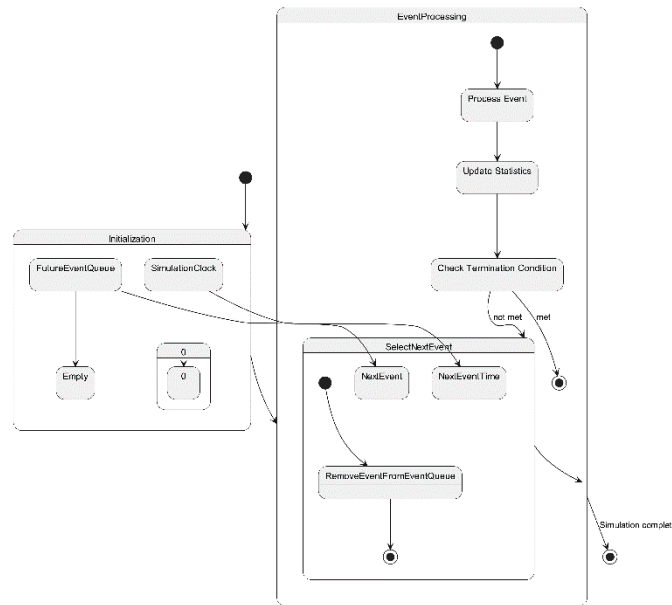 EventProcessing
Process Event
Update Statistics
Initialization
FutureEventQueue
SimulationClock
Check Termination Condition
not met
met
SelectNextEvent
0
Empty
0
NextEvent
NextEventTime
RemoveEventFromEventQueue
Simulation complet